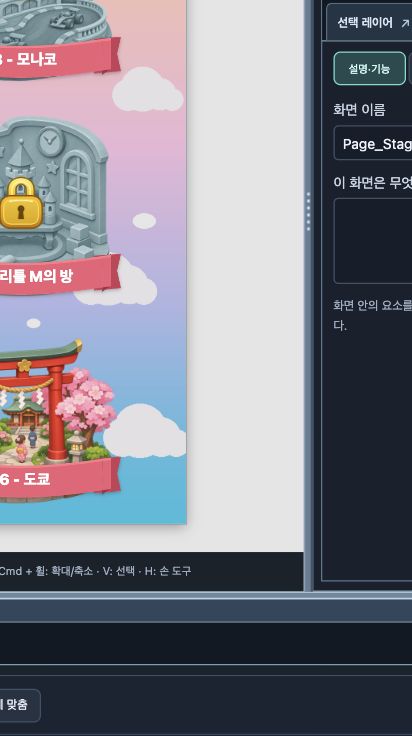 - 모나코
선택 레이어 ↗
설명·기능
화면 이름
Page_Stag
이 화면은 무엇
리틀 M의 방
화면 안의 요소를
다.
6 - 도쿄
Cmd + 휠: 확대/축소 · V: 선택 · H: 손 도구
맞춤